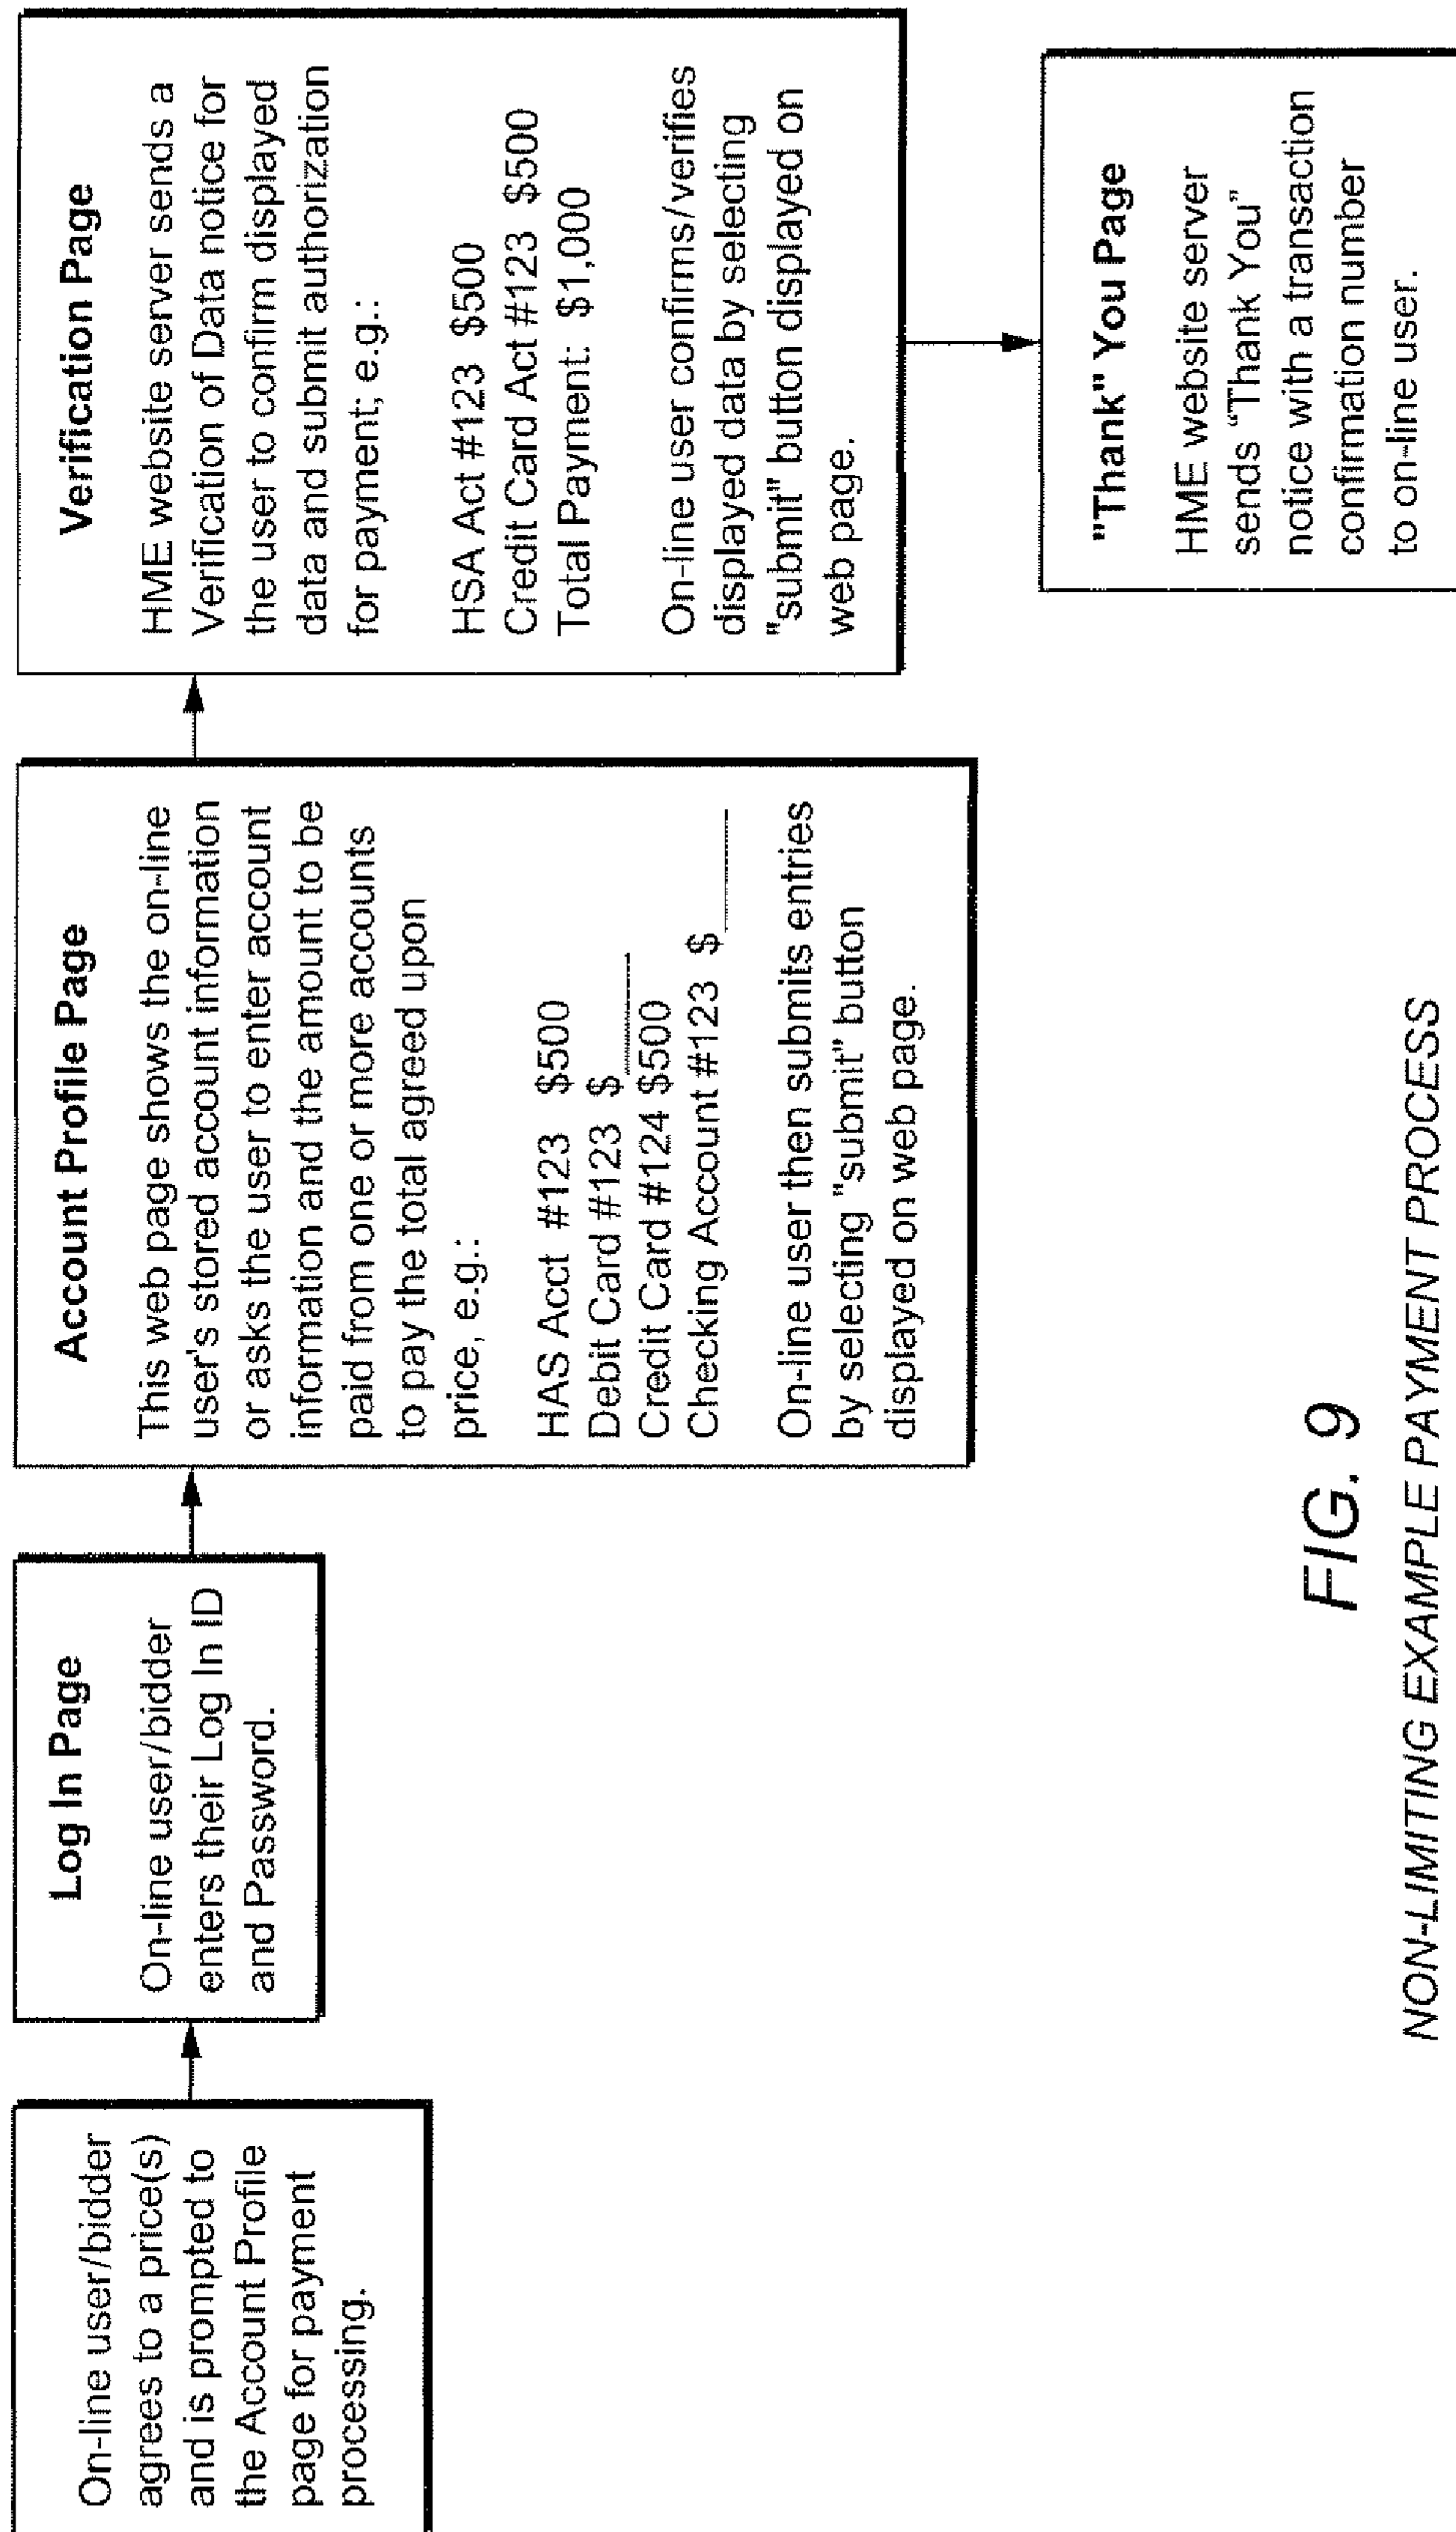 On-line user/bidder
agrees to a price(s)
and is prompted to
the Account Profile
page for payment
processing.
Log In Page
On-line user/bidder
enters their Log In ID
and Password.
Account Profile Page
This web page shows the on-line
user's stored account information
or asks the user to enter account
information and the amount to be
paid from one or more accounts
to pay the total agreed upon
price, e.g.:
HAS Acct #123 $500
Debit Card #123 $______
Credit Card #124 $500
Checking Account #123 $______
On-line user then submits entries
by selecting "submit" button
displayed on web page.
Verification Page
HME website server sends a
Verification of Data notice for
the user to confirm displayed
data and submit authorization
for payment; e.g.:
HSA Act #123 $500
Credit Card Act #123 $500
Total Payment: $1,000
On-line user confirms/verifies
displayed data by selecting
"submit" button displayed on
web page.
"Thank" You Page
HME website server
sends “Thank You”
notice with a transaction
confirmation number
to on-line user.
FIG. 9
NON-LIMITING EXAMPLE PAYMENT PROCESS